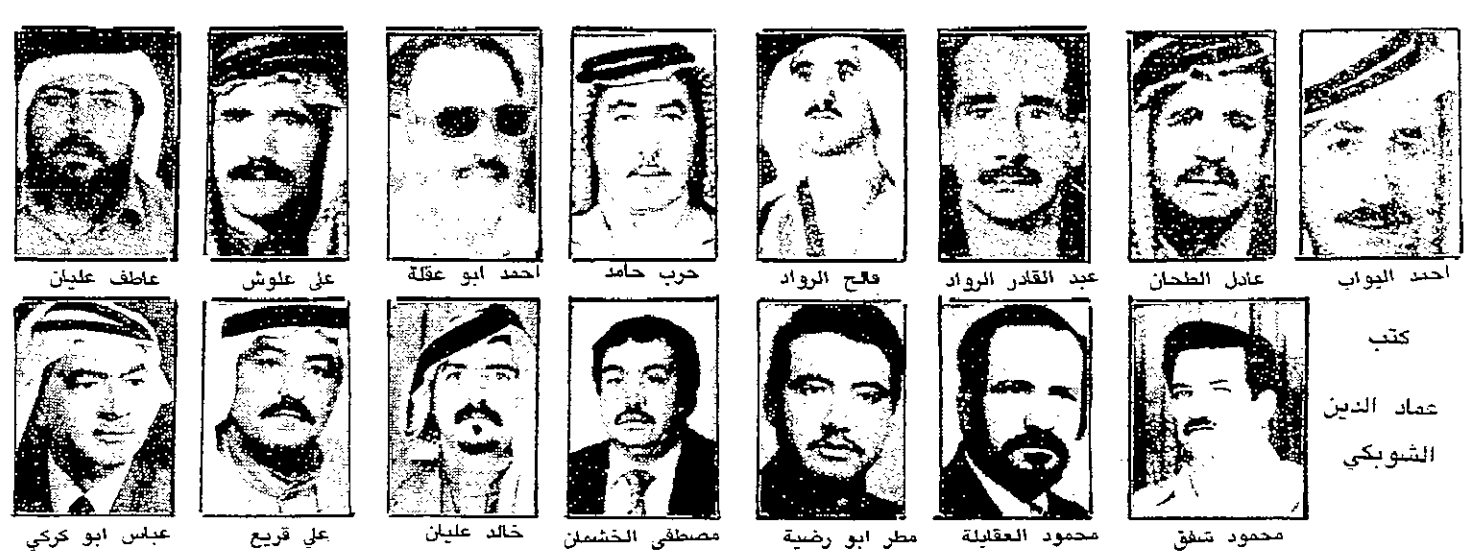 احمد البواب
عادل الطحان
عبد القادر الرواد
فالح الرواد
حرب حامد
احمد ابو عقلة
علي علوش
عاطف عليان
كتب
عماد الدين
الشوبكي
محمود شفق
محمود العقايلة
مطر ابو رضية
مصطفى الخشمان
خالد عليان
علي قريع
عباس ابو كركي